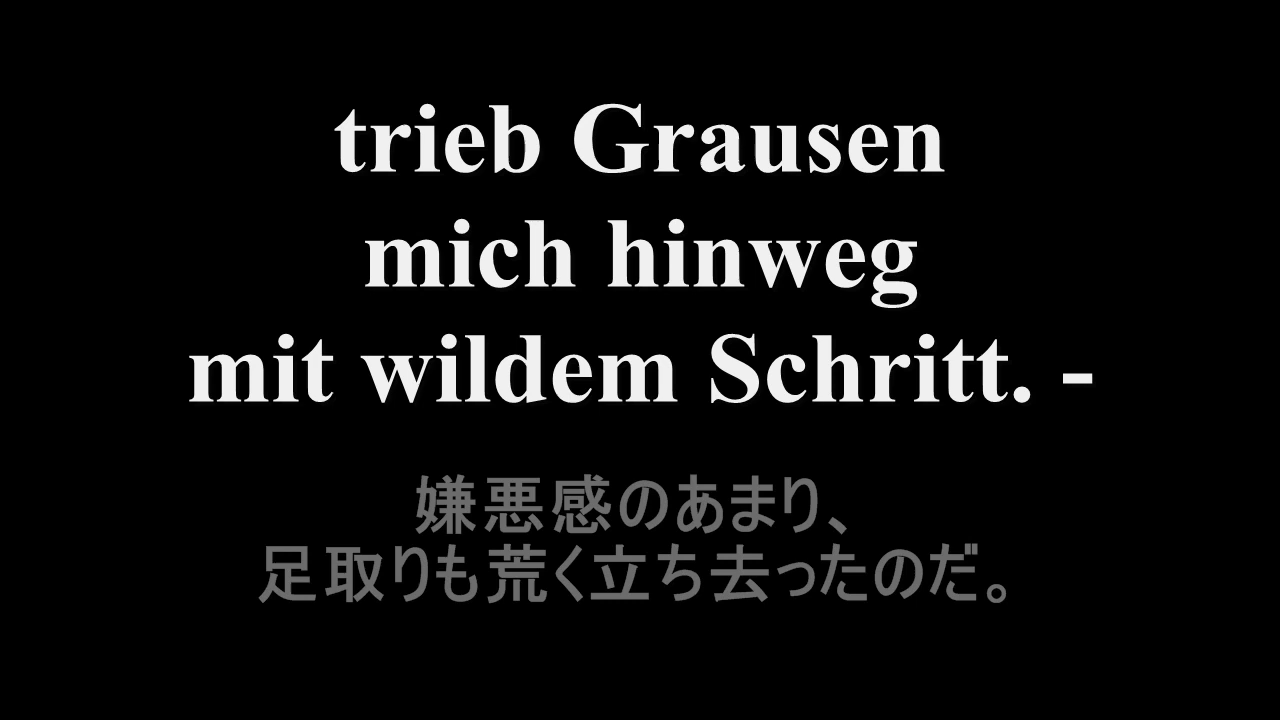 trieb Grausen
mich hinweg
mit wildem Schritt. -
嫌悪感のあまり、
足取りも荒く立ち去ったのだ。